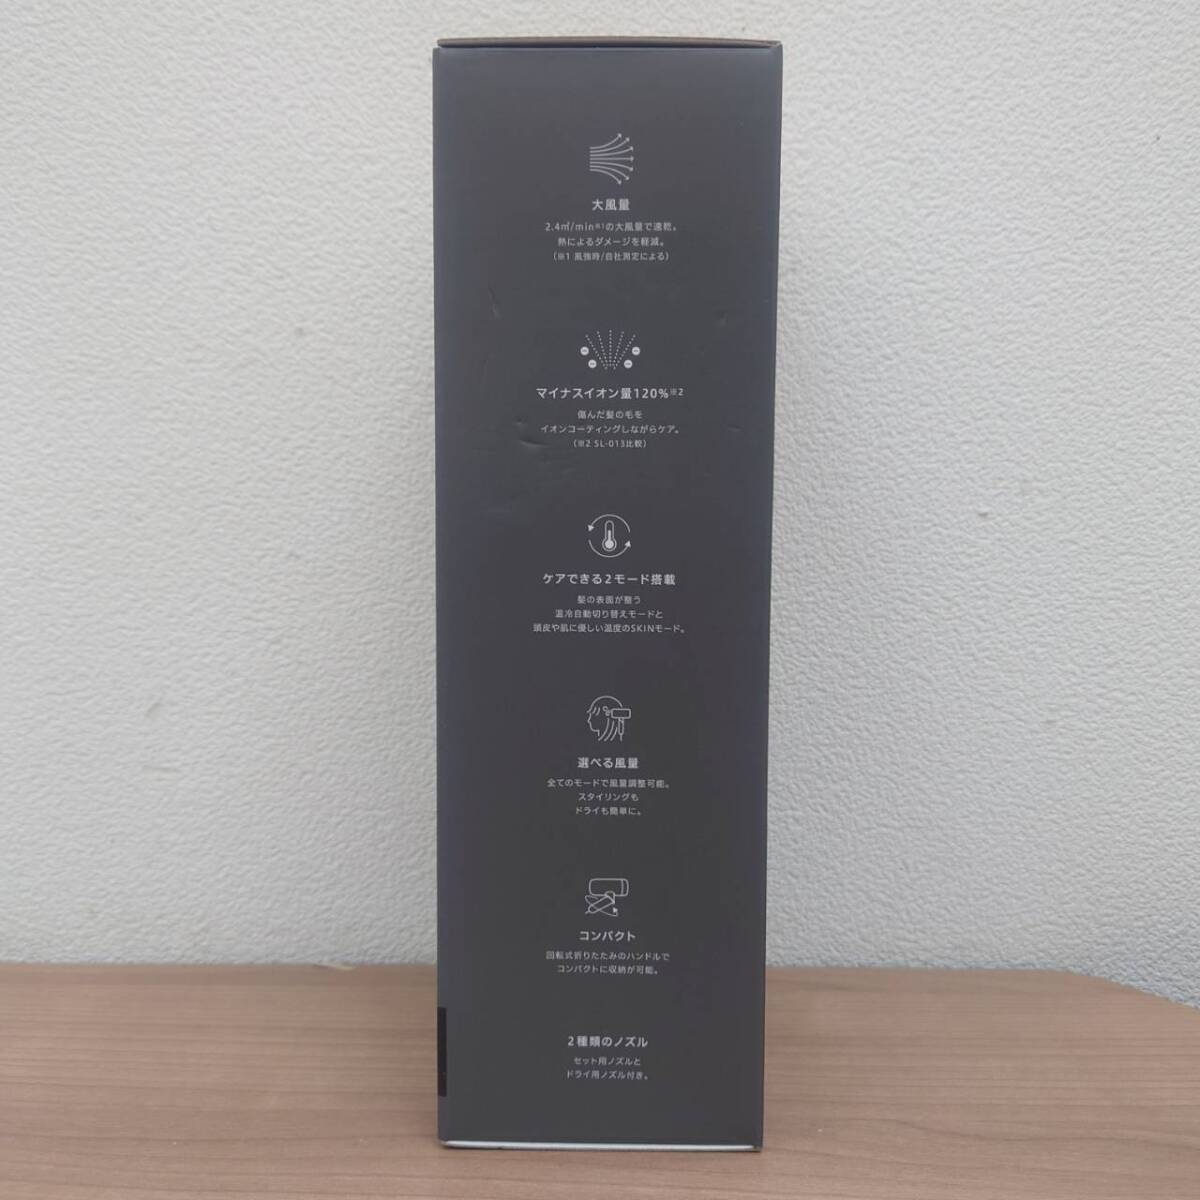 大風量
2.4㎥/min※1の大風量で速乾。
熱によるダメージを軽減。
(※1 風強時/自社測定による)
マイナスイオン量120%※2
傷んだ髪の毛を
イオンコーティングしながらケア。
(※2 SL-013比較)
ケアできる2モード搭載
髪の表面が整う
温冷自動切り替えモードと
頭皮や肌に優しい温度のSKINモード。
選べる風量
全てのモードで風量調整可能。
スタイリングも
ドライも簡単に。
コンパクト
回転式折りたたみのハンドルで
コンパクトに収納が可能。
2種類のノズル
セット用ノズルと
ドライ用ノズル付き。